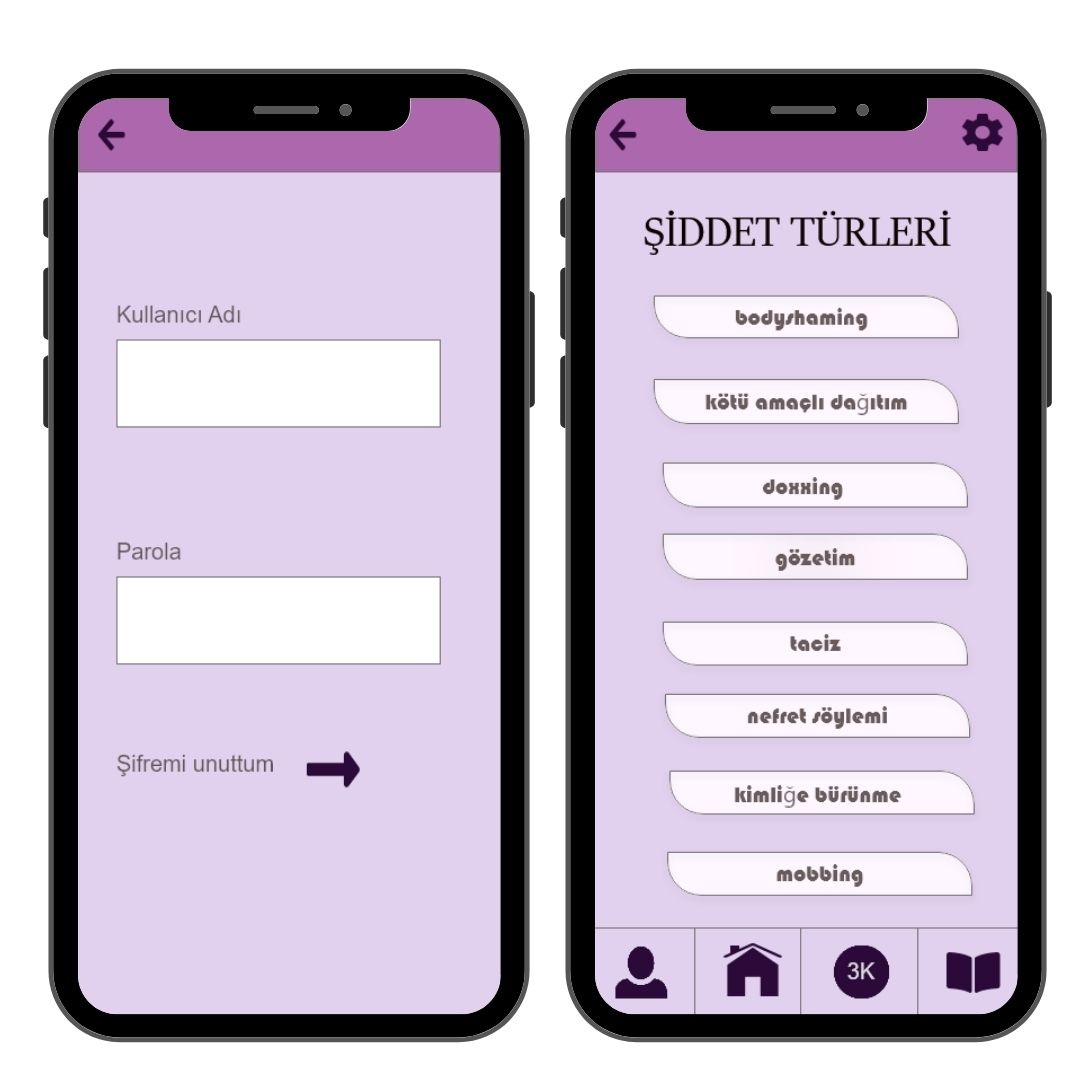 Kullanıcı Adı
Parola
Şifremi unuttum
ŞİDDET TÜRLERİ
bodyshaming
kötü amaçlı dağıtım
doxxing
gözetim
taciz
nefret söylemi
kimliğe bürünme
mobbing
3K